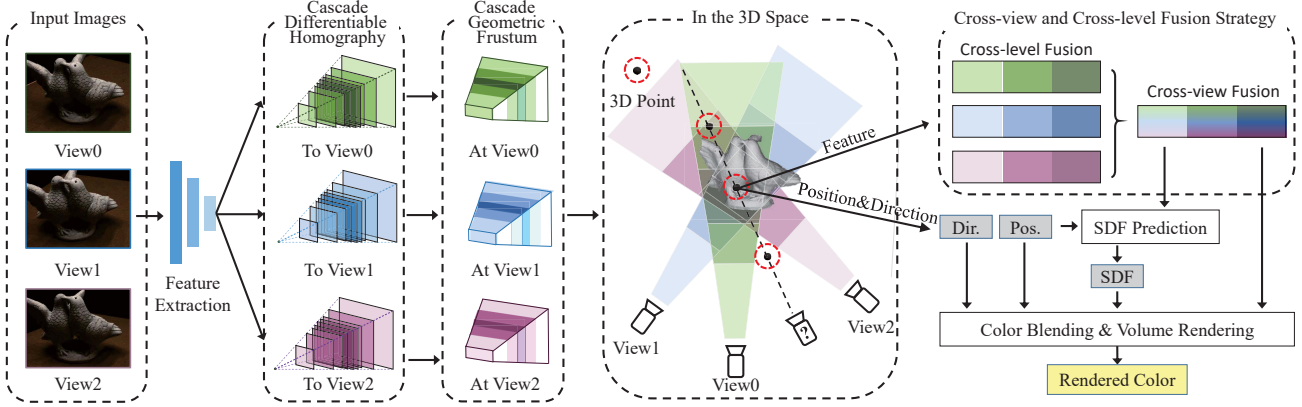 Input Images
View0
View1
View2
Feature
Extraction
Cascade
Differentiable
Homography
To View0
To View1
To View2
Cascade
Geometric
Frustum
At View0
At View1
At View2
In the 3D Space
3D Point
Feature
Position&Direction
View1
View0
?
View2
Cross-view and Cross-level Fusion Strategy
Cross-level Fusion
Cross-view Fusion
Dir.
Pos.
SDF Prediction
SDF
Color Blending & Volume Rendering
Rendered Color